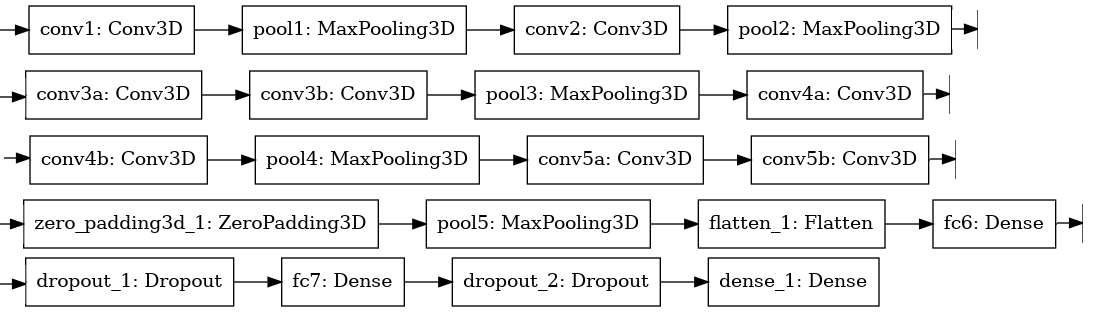 conv1: Conv3D pool1: MaxPooling3D conv2: Conv3D pool2: MaxPooling3D
conv3a: Conv3D conv3b: Conv3D pool3: MaxPooling3D conv4a: Conv3D
conv4b: Conv3D pool4: MaxPooling3D conv5a: Conv3D conv5b: Conv3D
zero_padding3d_1: ZeroPadding3D pool5: MaxPooling3D flatten_1: Flatten fc6: Dense
dropout_1: Dropout fc7: Dense dropout_2: Dropout dense_1: Dense